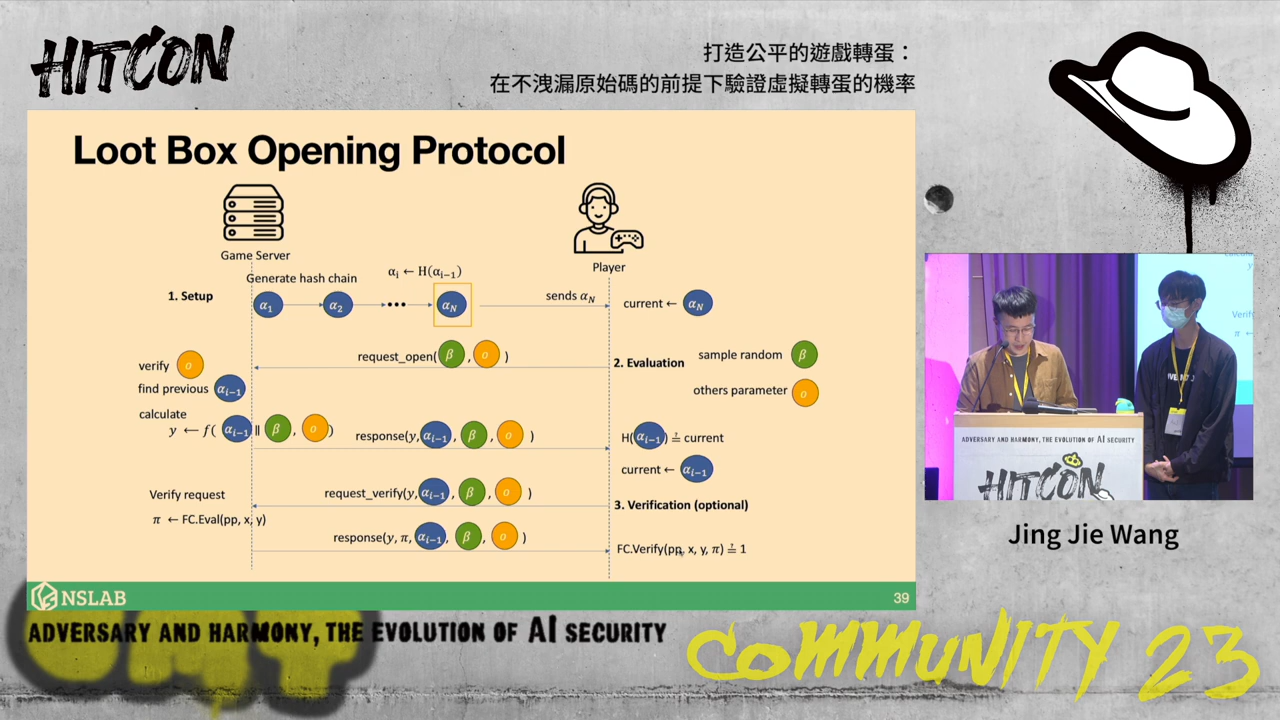 HITCON
打造公平的遊戲轉蛋：
在不洩漏原始碼的前提下驗證虛擬轉蛋的機率
Loot Box Opening Protocol
Game Server
Player
Generate hash chain
αᵢ ← H(αᵢ₋₁)
1. Setup
α₁
α₂
•••
α_N
sends α_N
current ← α_N
request_open( β , o )
2. Evaluation
sample random β
others parameter o
verify o
find previous αᵢ₋₁
calculate
y ← f( αᵢ₋₁ || β , o )
response(y, αᵢ₋₁ , β , o )
H( αᵢ₋₁ ) ≟ current
current ← αᵢ₋₁
Verify request
request_verify(y, αᵢ₋₁ , β , o )
3. Verification (optional)
π ← FC.Eval(pp, x, y)
response(y, π, αᵢ₋₁ , β , o )
FC.Verify(pp, x, y, π) ≟ 1
NSLAB
39
ADVERSARY AND HARMONY, THE EVOLUTION OF AI SECURITY
HITCON
Jing Jie Wang
ADVERSARY AND HARMONY, THE EVOLUTION OF AI SECURITY
COMMUNITY 23